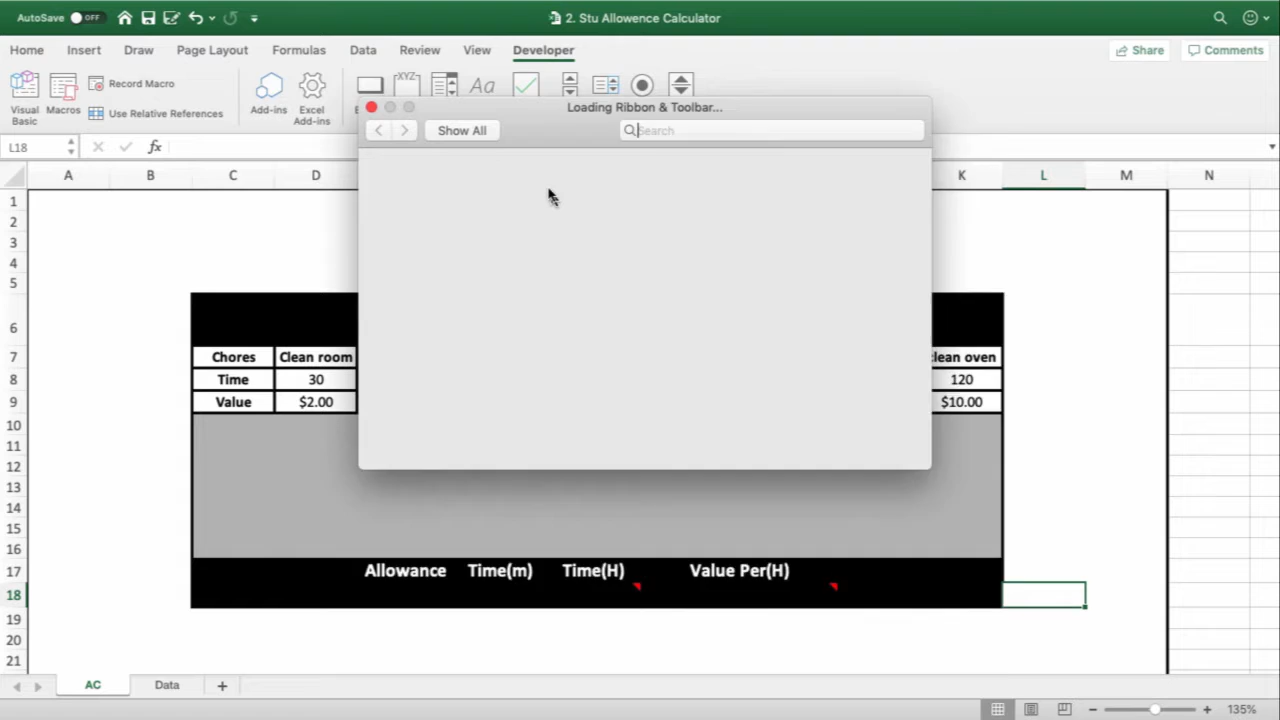 AutoSave OFF 2. Stu Allowence Calculator
Home Insert Draw Page Layout Formulas Data Review View Developer Share Comments
Visual Basic Macros Record Macro Use Relative References Add-ins Excel Add-ins XYZ Aa
Loading Ribbon & Toolbar...
Show All Search
L18 fx
A B C D K L M N
1
2
3
4
5
6
7 Chores Clean room lean oven
8 Time 30 120
9 Value $2.00 $10.00
10
11
12
13
14
15
16
17 Allowance Time(m) Time(H) Value Per(H)
18
19
20
21
AC Data +
135%